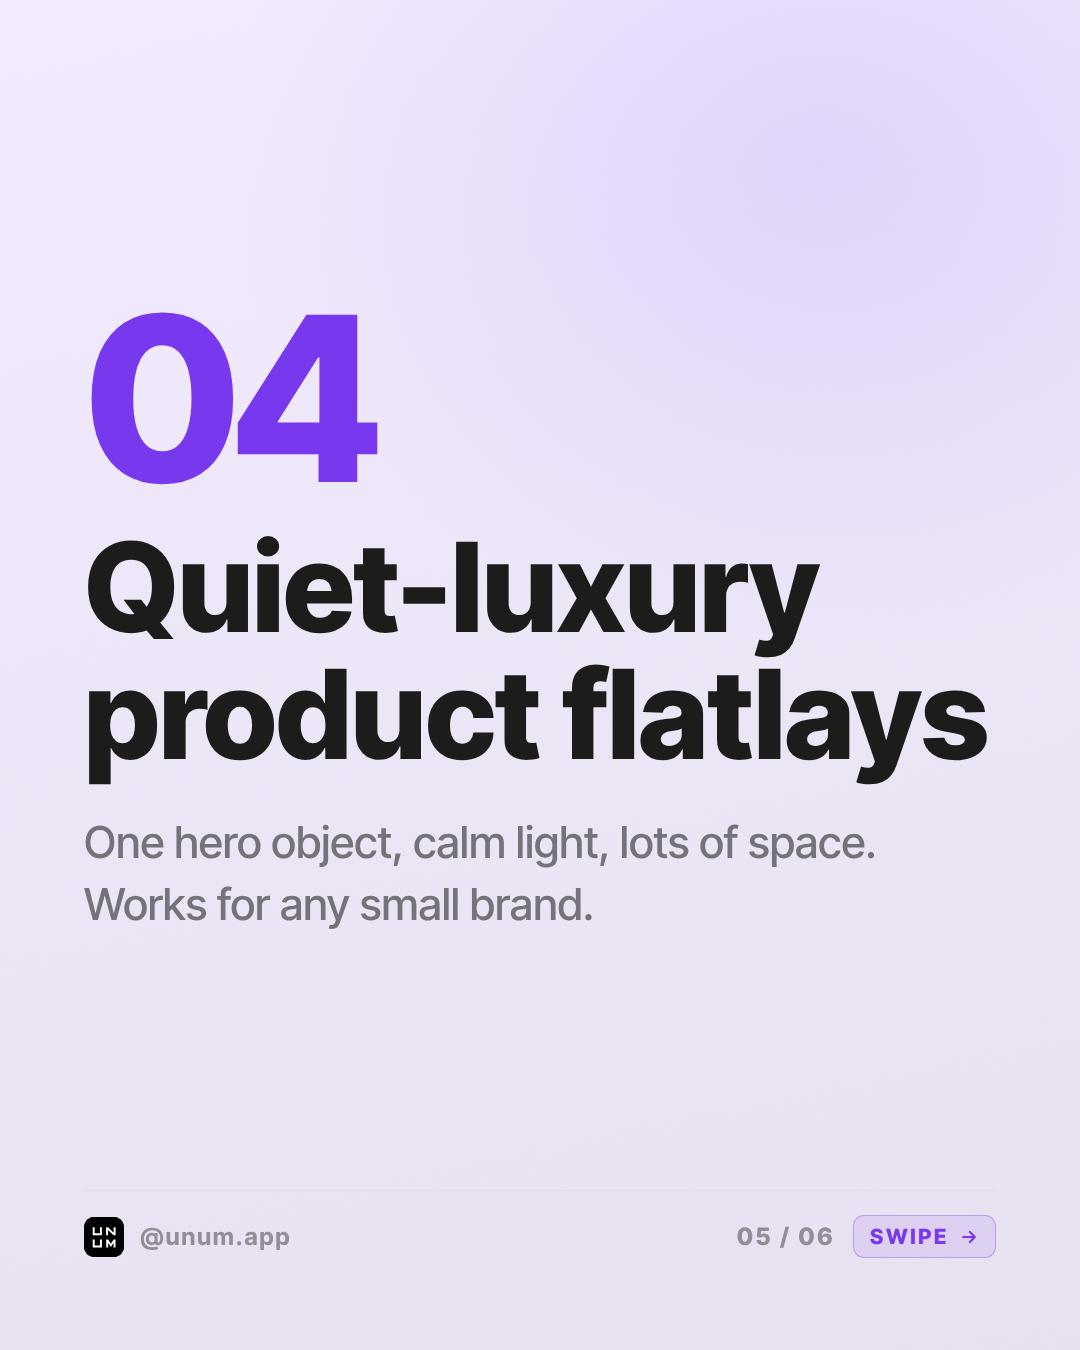 04
Quiet-luxury
product flatlays
One hero object, calm light, lots of space.
Works for any small brand.
UN
UM
@unum.app
05 / 06
SWIPE →